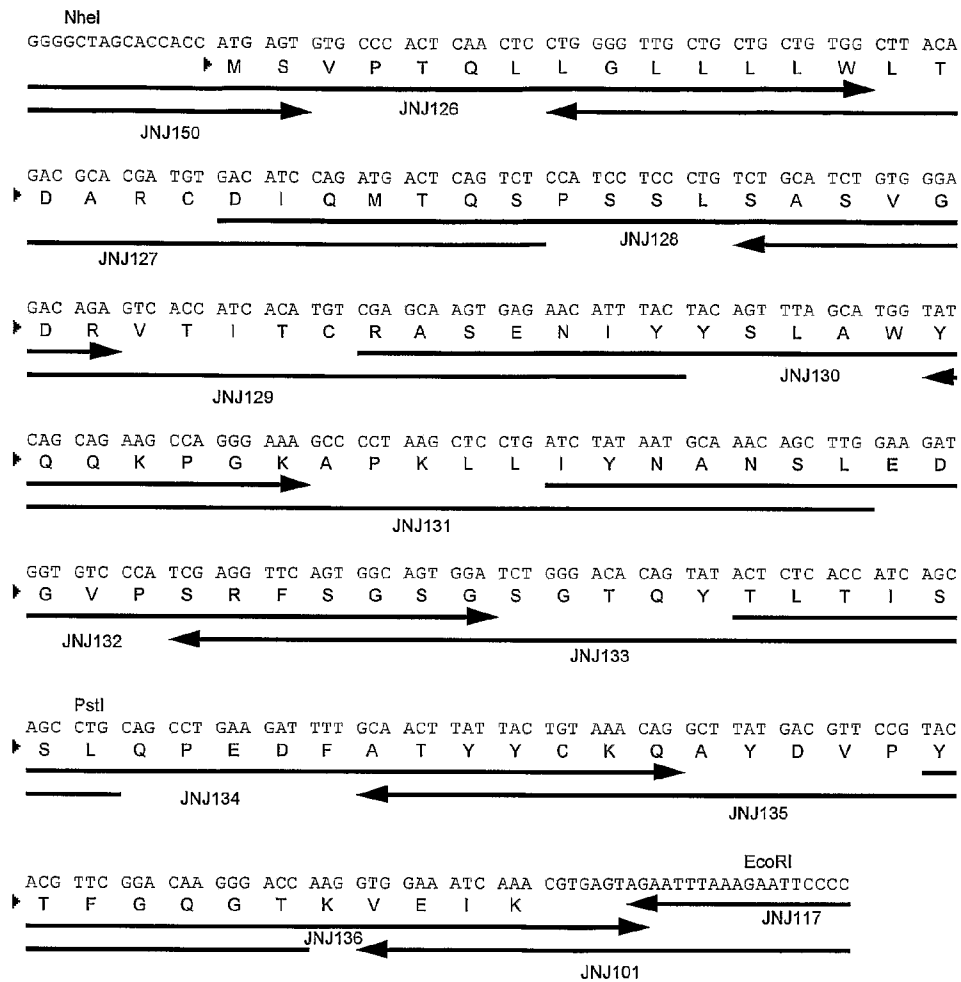 NheI
GGGGCTAGCACCACC ATG AGT GTG CCC ACT CAA CTC CTG GGG TTG CTG CTG CTG TGG CTT ACA
M S V P T Q L L G L L L L W L T
JNJ126
JNJ150
GAC GCA CGA TGT GAC ATC CAG ATG ACT CAG TCT CCA TCC TCC CTG TCT GCA TCT GTG GGA
D A R C D I Q M T Q S P S S L S A S V G
JNJ128
JNJ127
GAC AGA GTC ACC ATC ACA TGT CGA GCA AGT GAG AAC ATT TAC TAC AGT TTA GCA TGG TAT
D R V T I T C R A S E N I Y Y S L A W Y
JNJ129 JNJ130
CAG CAG AAG CCA GGG AAA GCC CCT AAG CTC CTG ATC TAT AAT GCA AAC AGC TTG GAA GAT
Q Q K P G K A P K L L I Y N A N S L E D
JNJ131
GGT GTC CCA TCG AGG TTC AGT GGC AGT GGA TCT GGG ACA CAG TAT ACT CTC ACC ATC AGC
G V P S R F S G S G S G T Q Y T L T I S
JNJ132 JNJ133
PstI
AGC CTG CAG CCT GAA GAT TTT GCA ACT TAT TAC TGT AAA CAG GCT TAT GAC GTT CCG TAC
S L Q P E D F A T Y Y C K Q A Y D V P Y
JNJ134 JNJ135
EcoRI
ACG TTC GGA CAA GGG ACC AAG GTG GAA ATC AAA CGTGAGTAGAATTTAAAGAATTCCCC
T F G Q G T K V E I K
JNJ117
JNJ136
JNJ101